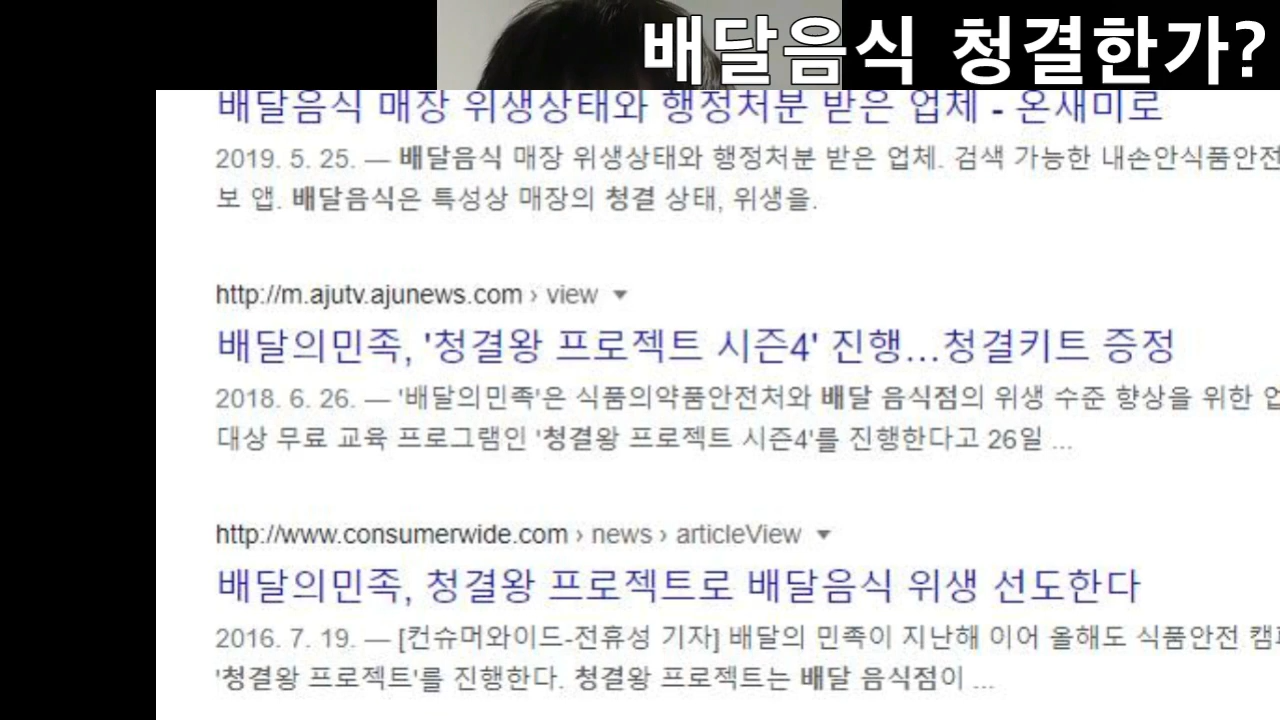 배달음식 청결한가?
배달음식 매장 위생상태와 행정처분 받은 업체 - 온새미로
2019. 5. 25. — 배달음식 매장 위생상태와 행정처분 받은 업체. 검색 가능한 내손안식품안전
보 앱. 배달음식은 특성상 매장의 청결 상태, 위생을.
http://m.ajutv.ajunews.com › view
배달의민족, '청결왕 프로젝트 시즌4' 진행...청결키트 증정
2018. 6. 26. — '배달의민족'은 식품의약품안전처와 배달 음식점의 위생 수준 향상을 위한
대상 무료 교육 프로그램인 '청결왕 프로젝트 시즌4'를 진행한다고 26일 ...
http://www.consumerwide.com › news › articleView
배달의민족, 청결왕 프로젝트로 배달음식 위생 선도한다
2016. 7. 19. — [컨슈머와이드-전휴성 기자] 배달의 민족이 지난해 이어 올해도 식품안전
'청결왕 프로젝트'를 진행한다. 청결왕 프로젝트는 배달 음식점이 ...